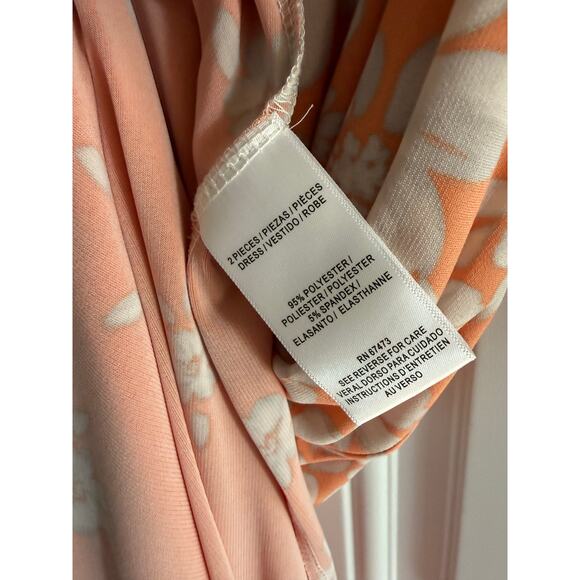 2 PIECES / PIEZAS / PIÈCES
DRESS / VESTIDO / ROBE
95% POLYESTER /
POLIESTER / POLYESTER
5% SPANDEX /
ELASANTO / ELASTHANNE
RN 67473
SEE REVERSE FOR CARE
VER AL DORSO PARA CUIDADO
INSTRUCTIONS D'ENTRETIEN
AU VERSO